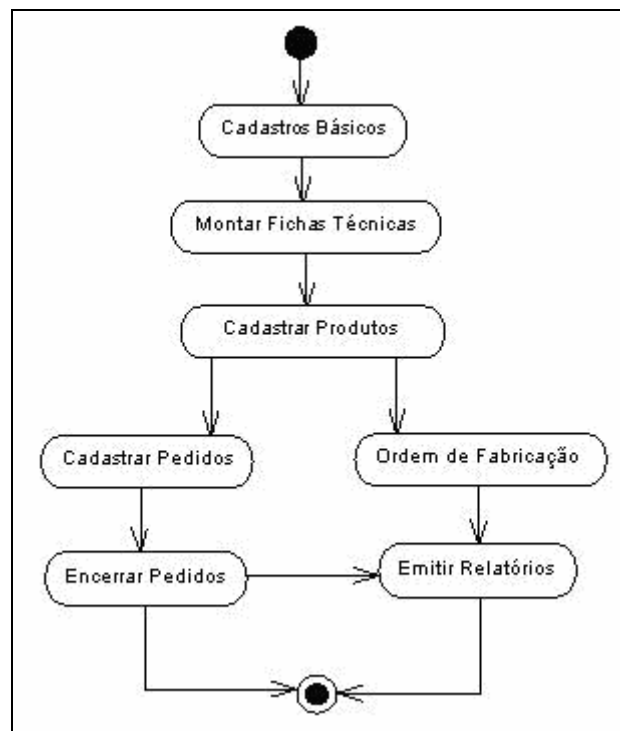 Cadastros Básicos
Montar Fichas Técnicas
Cadastrar Produtos
Cadastrar Pedidos
Ordem de Fabricação
Encerrar Pedidos
Emitir Relatórios